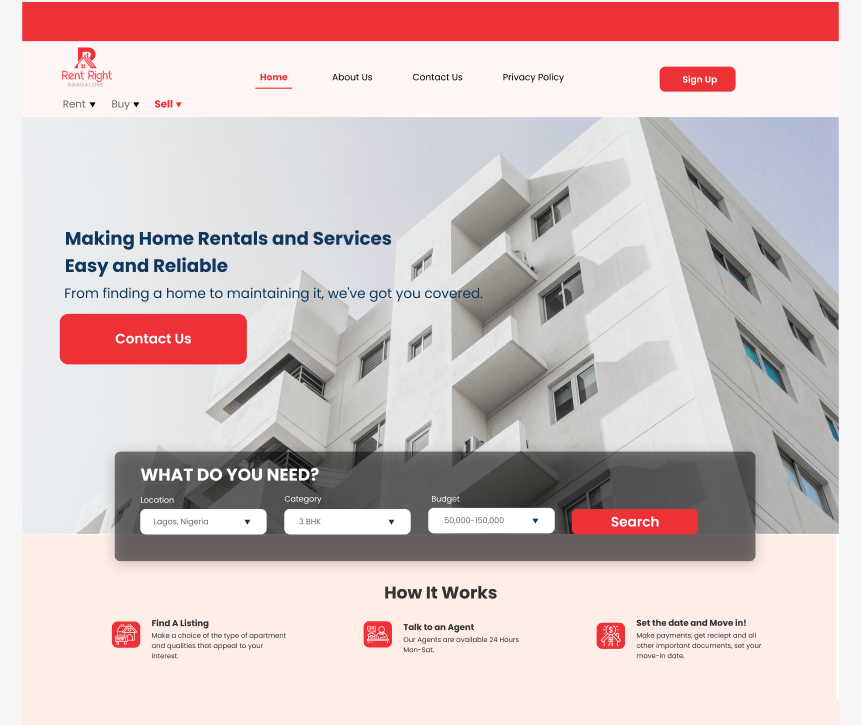 Rent Right
BANGALORE
Home
About Us
Contact Us
Privacy Policy
Sign Up
Rent
Buy
Sell
Making Home Rentals and Services
Easy and Reliable
From finding a home to maintaining it, we've got you covered.
Contact Us
WHAT DO YOU NEED?
Location
Category
Budget
Lagos, Nigeria
3 BHK
50,000-150,000
Search
How It Works
Find A Listing
Make a choice of the type of apartment
and qualities that appeal to your
interest.
Talk to an Agent
Our Agents are available 24 Hours
Mon-Sat.
Set the date and Move in!
Make payments, get reciept and all
other important documents, set your
move-in date.